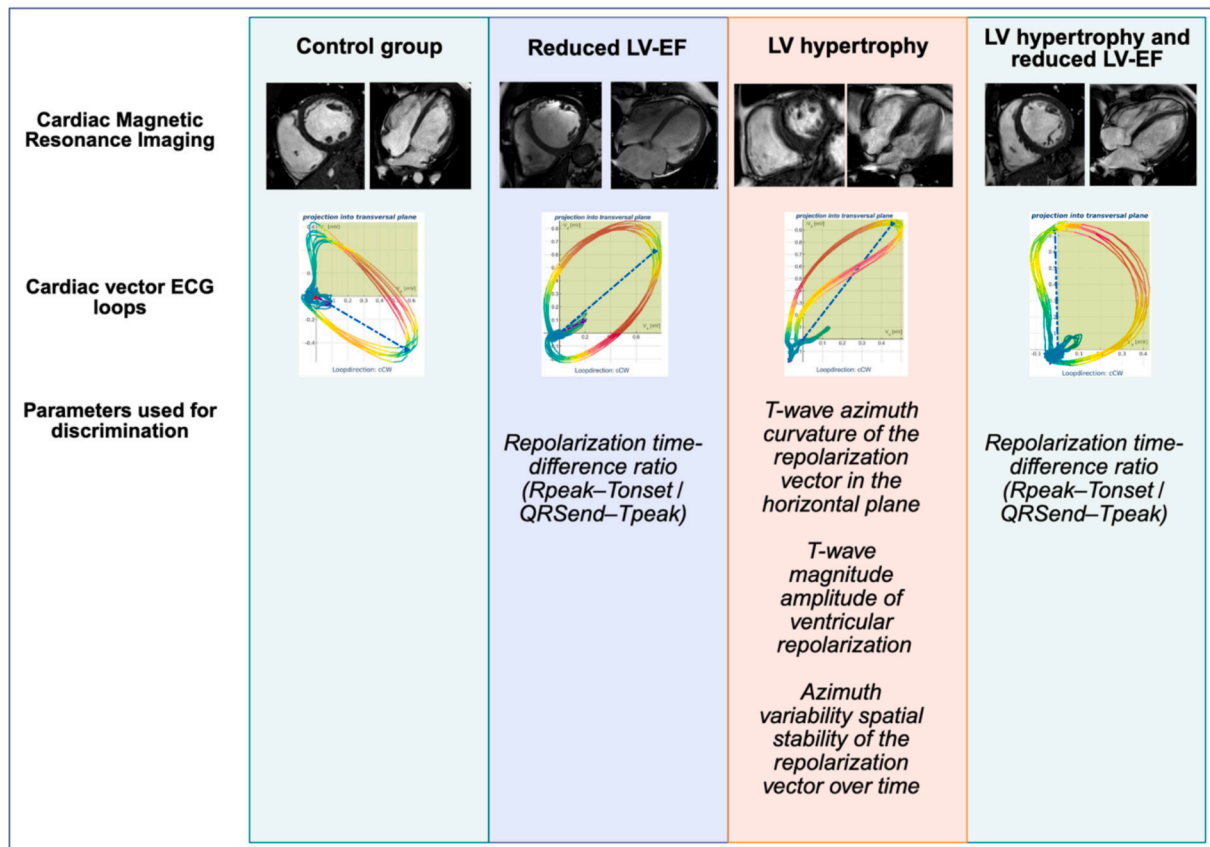 Control group
Reduced LV-EF
LV hypertrophy
LV hypertrophy and
reduced LV-EF
Cardiac Magnetic
Resonance Imaging
Cardiac vector ECG
loops
projection into transversal plane
projection into transversal plane
projection into transversal plane
projection into transversal plane
Loopdirection: cCW
Loopdirection: cCW
Loopdirection: cCW
Loopdirection: cCW
Parameters used for
discrimination
Repolarization time-
difference ratio
(Rpeak–Tonset /
QRSend–Tpeak)
T-wave azimuth
curvature of the
repolarization
vector in the
horizontal plane
T-wave
magnitude
amplitude of
ventricular
repolarization
Azimuth
variability spatial
stability of the
repolarization
vector over time
Repolarization time-
difference ratio
(Rpeak–Tonset /
QRSend–Tpeak)